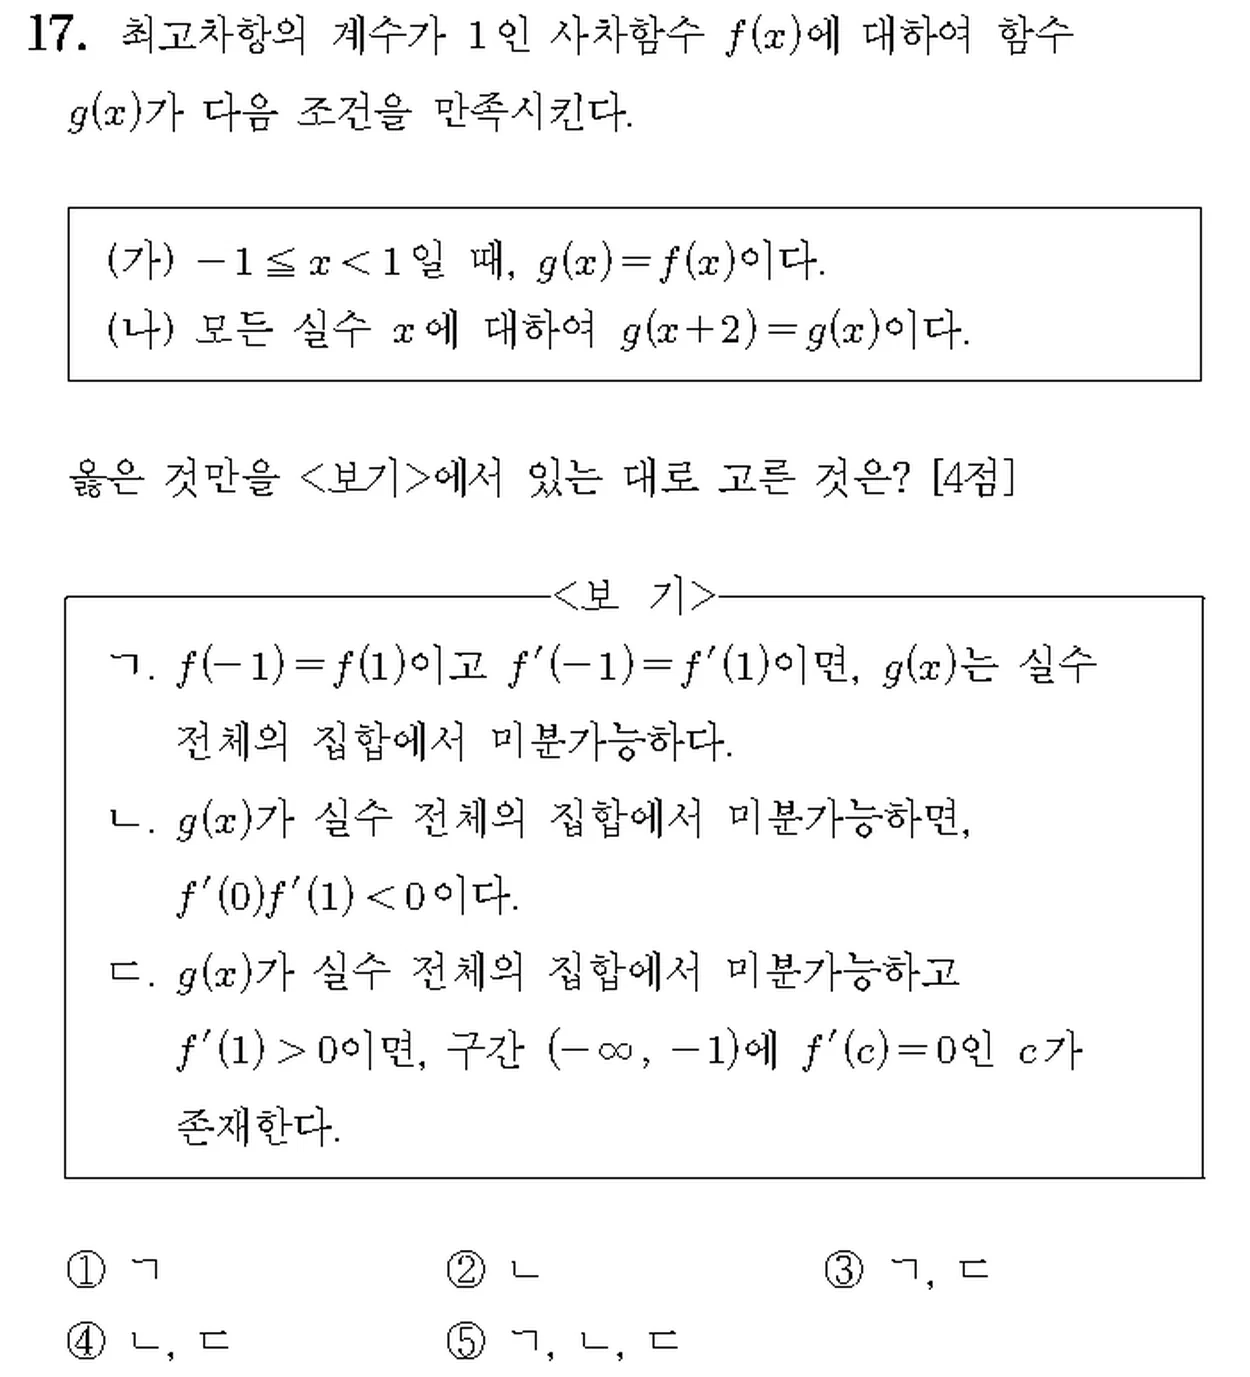 17. 최고차항의 계수가 1인 사차함수 f(x)에 대하여 함수
g(x)가 다음 조건을 만족시킨다.
(가) -1≦x<1일 때, g(x)=f(x)이다.
(나) 모든 실수 x에 대하여 g(x+2)=g(x)이다.
옳은 것만을 <보기>에서 있는 대로 고른 것은? [4점]
<보 기>
ㄱ. f(-1)=f(1)이고 f′(-1)=f′(1)이면, g(x)는 실수
전체의 집합에서 미분가능하다.
ㄴ. g(x)가 실수 전체의 집합에서 미분가능하면,
f′(0)f′(1)<0이다.
ㄷ. g(x)가 실수 전체의 집합에서 미분가능하고
f′(1)>0이면, 구간 (-∞, -1)에 f′(c)=0인 c가
존재한다.
① ㄱ ② ㄴ ③ ㄱ, ㄷ
④ ㄴ, ㄷ ⑤ ㄱ, ㄴ, ㄷ